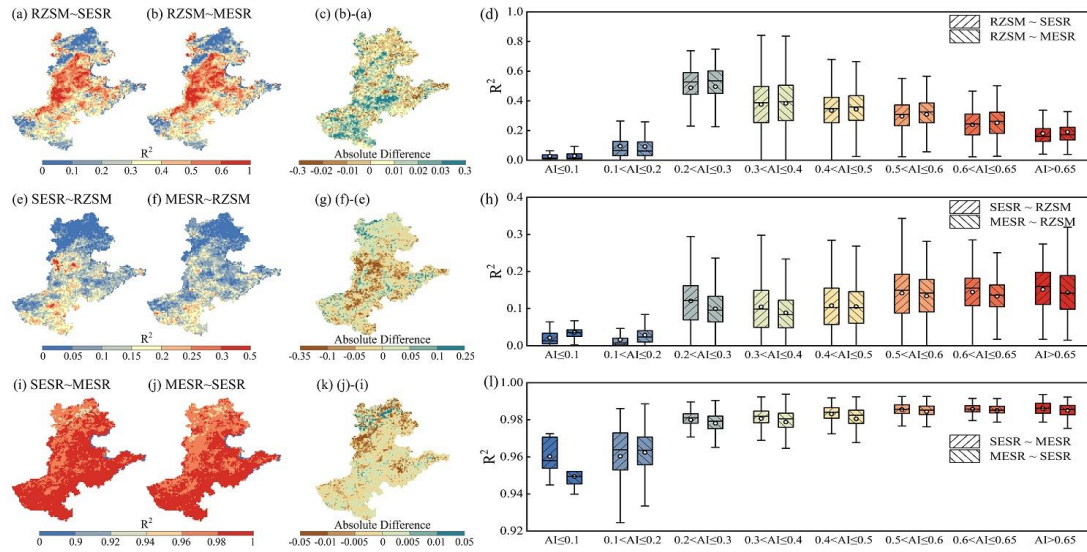 (a) RZSM~SESR (b) RZSM~MESR (c) (b)-(a)
0 0.1 0.2 0.4 0.6 1
R²
-0.3 -0.03 -0.01 0 0.01 0.03 0.3
Absolute Difference
(d)
R²
1.0
0.8
0.6
0.4
0.2
0.0
RZSM ~ SESR
RZSM ~ MESR
AI≤0.1 0.1<AI≤0.2 0.2<AI≤0.3 0.3<AI≤0.4 0.4<AI≤0.5 0.5<AI≤0.6 0.6<AI≤0.65 AI>0.65
(e) SESR~RZSM (f) MESR~RZSM (g) (f)-(e)
R²
0 0.05 0.15 0.2 0.3 0.5
Absolute Difference
-0.35 -0.1 -0.05 0 0.05 0.1 0.25
(h)
R²
0.4
0.3
0.2
0.1
0.0
SESR ~ RZSM
MESR ~ RZSM
AI≤0.1 0.1<AI≤0.2 0.2<AI≤0.3 0.3<AI≤0.4 0.4<AI≤0.5 0.5<AI≤0.6 0.6<AI≤0.65 AI>0.65
(i) SESR~MESR (j) MESR~SESR (k) (j)-(i)
R²
0 0.9 0.92 0.94 0.96 0.98 1
Absolute Difference
-0.05 -0.01 -0.005 0 0.005 0.01 0.05
(l)
R²
1.00
0.98
0.96
0.94
0.92
SESR ~ MESR
MESR ~ SESR
AI≤0.1 0.1<AI≤0.2 0.2<AI≤0.3 0.3<AI≤0.4 0.4<AI≤0.5 0.5<AI≤0.6 0.6<AI≤0.65 AI>0.65